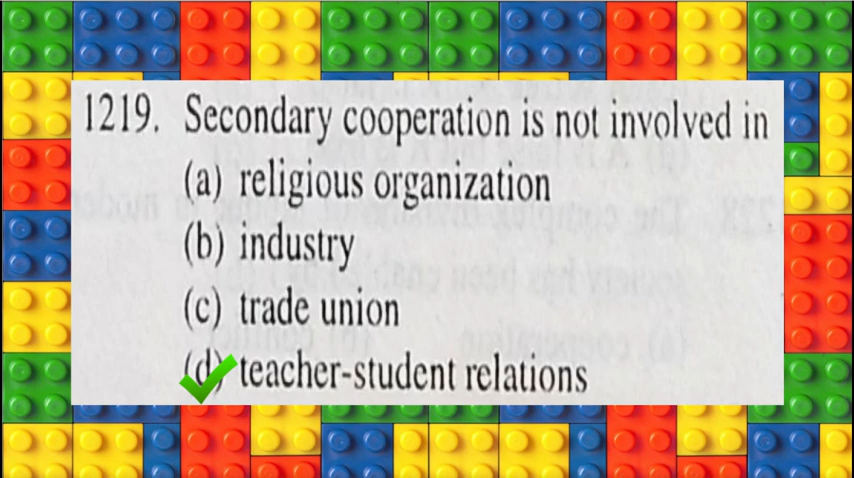 1219. Secondary cooperation is not involved in
(a) religious organization
(b) industry
(c) trade union
(d) teacher-student relations